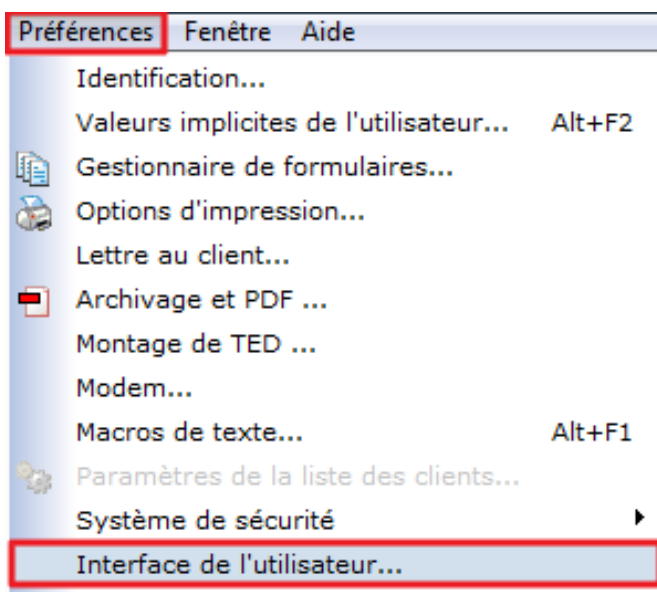 Préférences Fenêtre Aide
Identification...
Valeurs implicites de l'utilisateur... Alt+F2
Gestionnaire de formulaires...
Options d'impression...
Lettre au client...
Archivage et PDF ...
Montage de TED ...
Modem...
Macros de texte... Alt+F1
Paramètres de la liste des clients...
Système de sécurité
Interface de l'utilisateur...